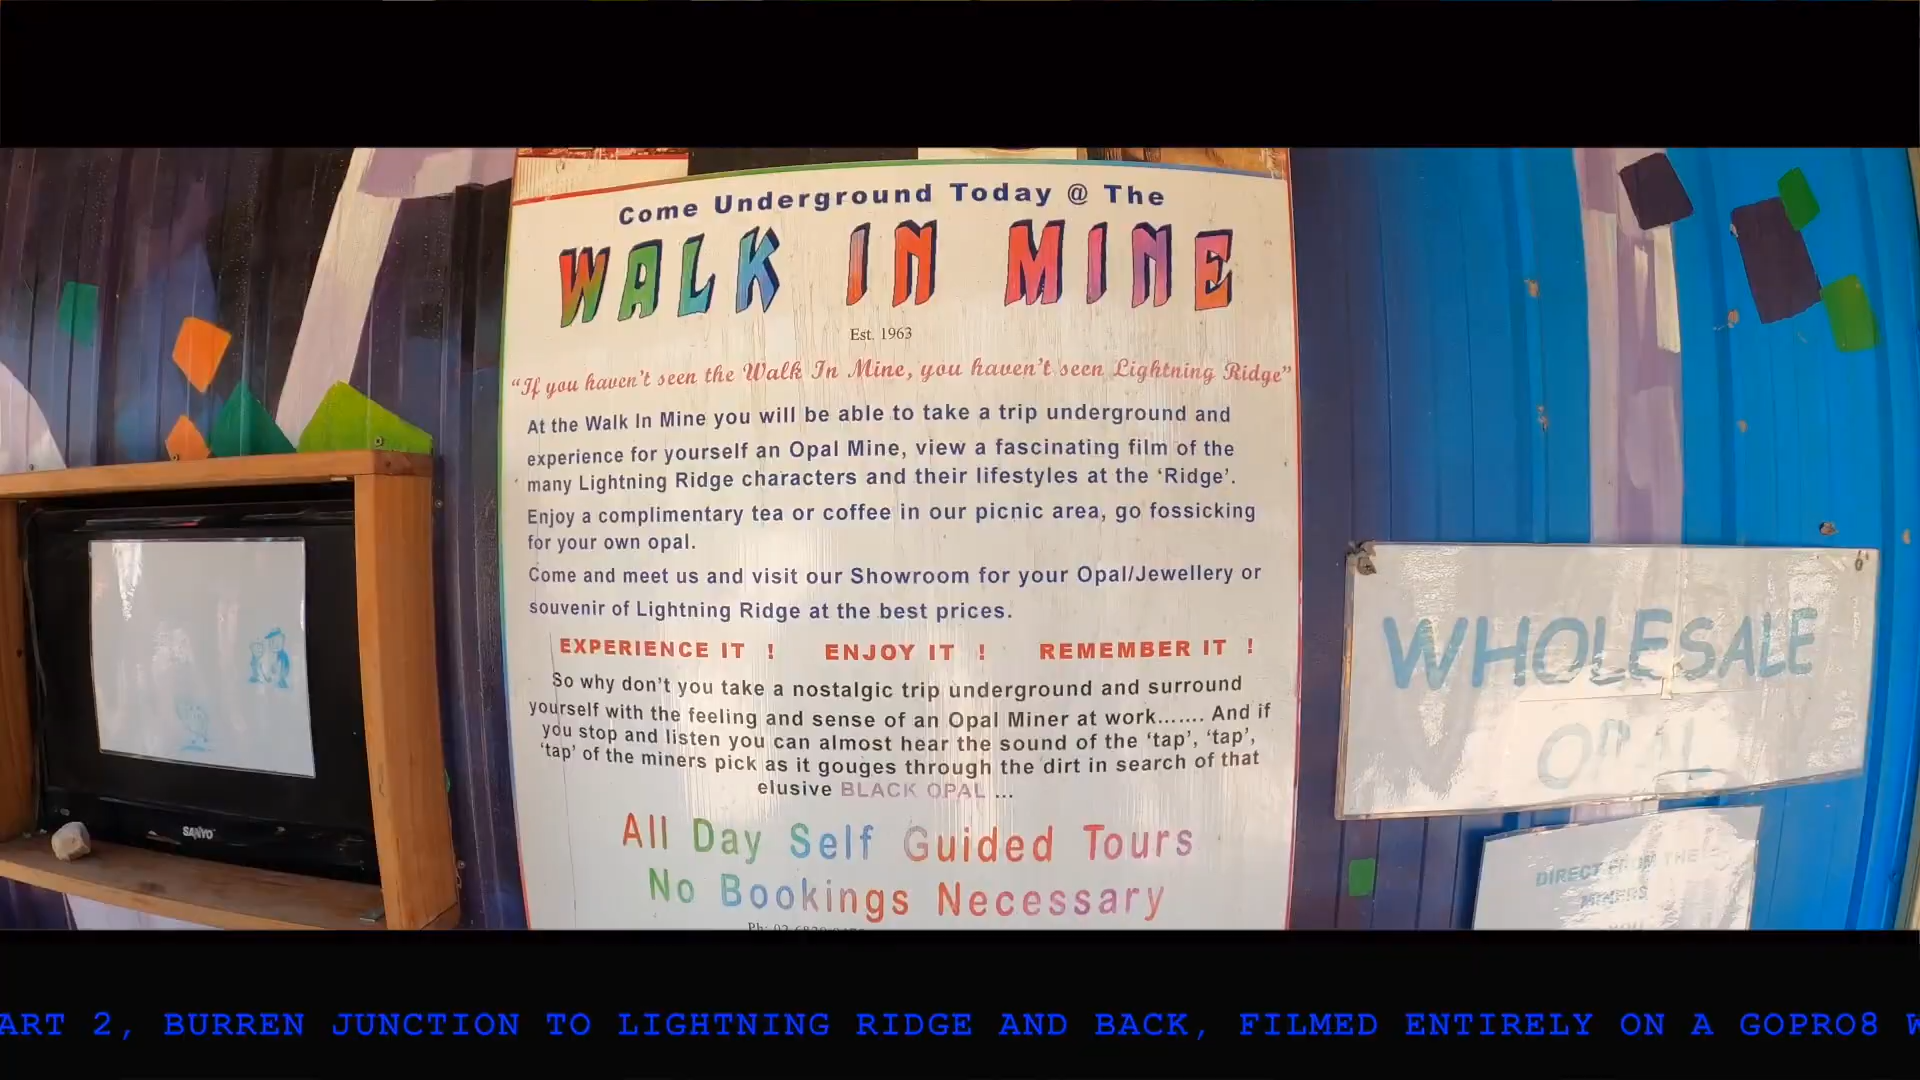 Come Underground Today @ The
WALK IN MINE
Est. 1963
“If you haven't seen the Walk In Mine, you haven't seen Lightning Ridge”
At the Walk In Mine you will be able to take a trip underground and
experience for yourself an Opal Mine, view a fascinating film of the
many Lightning Ridge characters and their lifestyles at the ‘Ridge’.
Enjoy a complimentary tea or coffee in our picnic area, go fossicking
for your own opal.
Come and meet us and visit our Showroom for your Opal/Jewellery or
souvenir of Lightning Ridge at the best prices.
EXPERIENCE IT ! ENJOY IT ! REMEMBER IT !
So why don't you take a nostalgic trip underground and surround
yourself with the feeling and sense of an Opal Miner at work....... And if
you stop and listen you can almost hear the sound of the ‘tap’, ‘tap’,
‘tap’ of the miners pick as it gouges through the dirt in search of that
elusive BLACK OPAL ...
All Day Self Guided Tours
No Bookings Necessary
Ph: 02
SANYO
WHOLESALE
OPAL
DIRECT FROM THE
MINERS
ART 2, BURREN JUNCTION TO LIGHTNING RIDGE AND BACK, FILMED ENTIRELY ON A GOPRO8 W